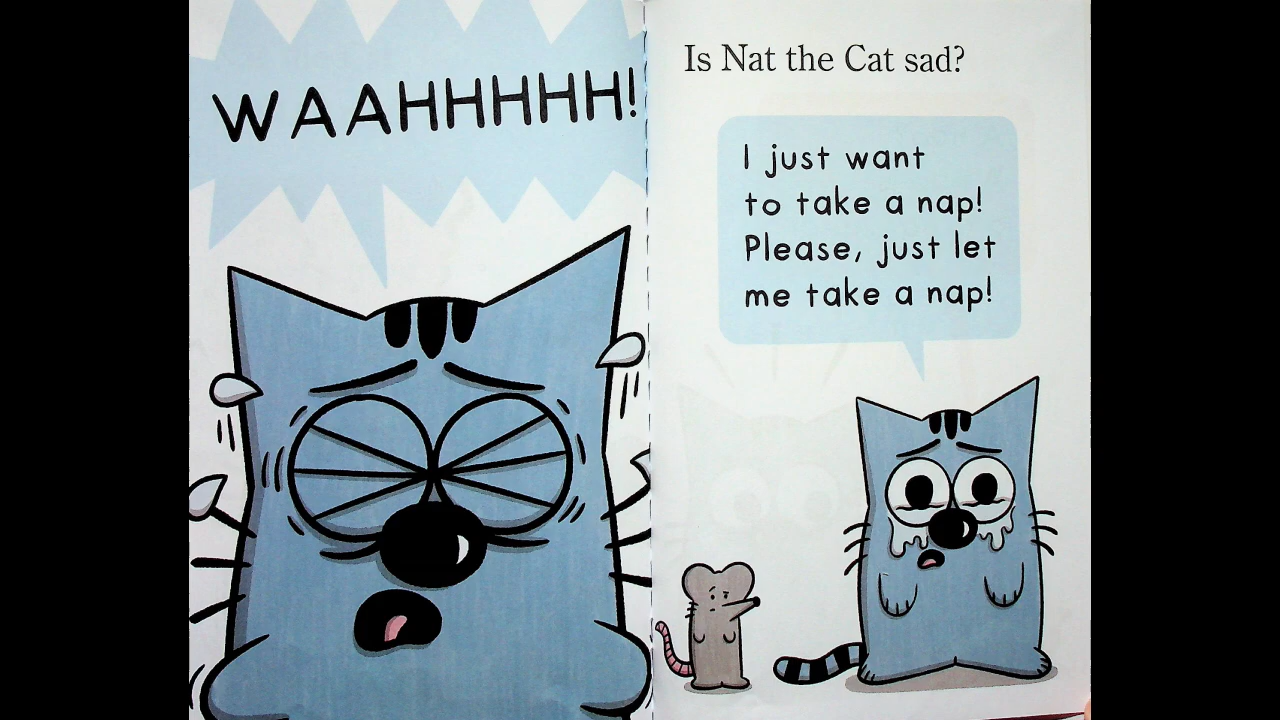 WAAHHHHH!
Is Nat the Cat sad?
I just want
to take a nap!
Please, just let
me take a nap!